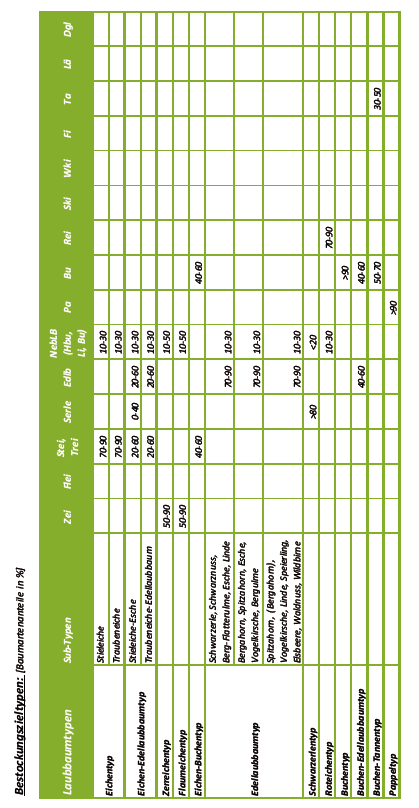 Bestockungszieltypen: [Baumartenanteile in %]
Laubbaumtypen Sub-Typen Zei Flei Stei, Trei Serle Edlb NebLB (Hbu, Li, Bu) Pa Bu Rei Ski Wki Fi Ta Lä Dgl
Eichentyp Stieleiche 70-90 10-30
Traubeneiche 70-90 10-30
Eichen-Edellaubbaumtyp Stieleiche-Esche 20-60 0-40 20-60 10-30
Traubeneiche-Edellaubbaum 20-60 20-60 10-30
Zerreichentyp 50-90 10-50
Flaumeichentyp 50-90 10-50
Eichen-Buchentyp 40-60 40-60
Edellaubbaumtyp Schwarzerle, Schwarznuss,
Berg- Flatterulme, Esche, Linde 70-90 10-30
Bergahorn, Spitzahorn, Esche,
Vogelkirsche, Bergulme 70-90 10-30
Spitzahorn, (Bergahorn),
Vogelkirsche, Linde, Speierling,
Elsbeere, Walnuss, Wildbirne 70-90 10-30
Schwarzerlentyp >80 <20
Roteichentyp 10-30 70-90
Buchentyp >90
Buchen-Edellaubbaumtyp 40-60 40-60
Buchen-Tannentyp 50-70 30-50
Pappeltyp >90